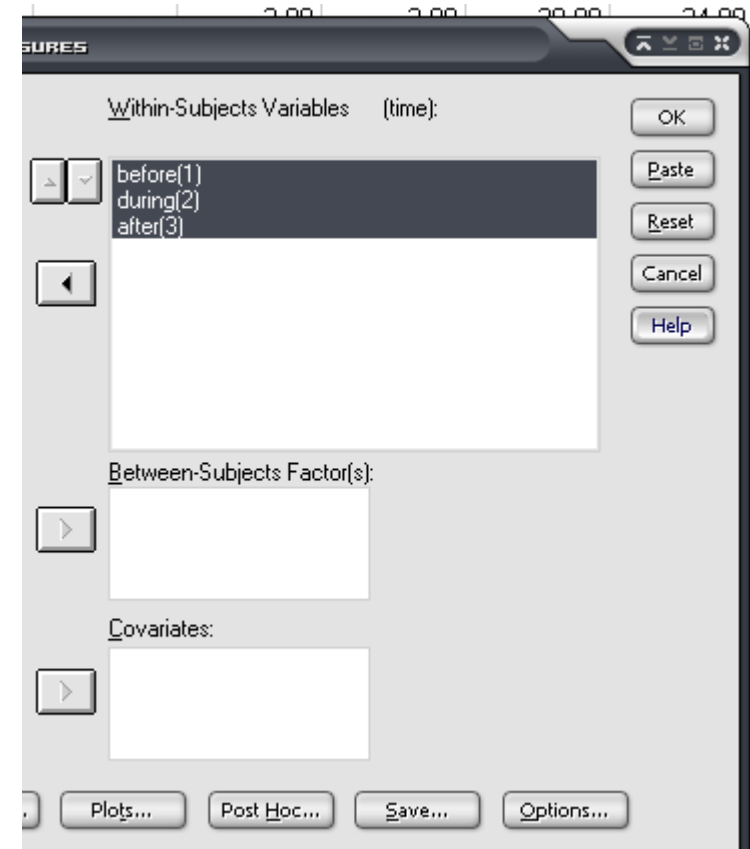 SURES
Within-Subjects Variables (time):
OK
before(1)
during(2)
after(3)
Paste
Reset
Cancel
Help
Between-Subjects Factor(s):
Covariates:
Plots...
Post Hoc...
Save...
Options...